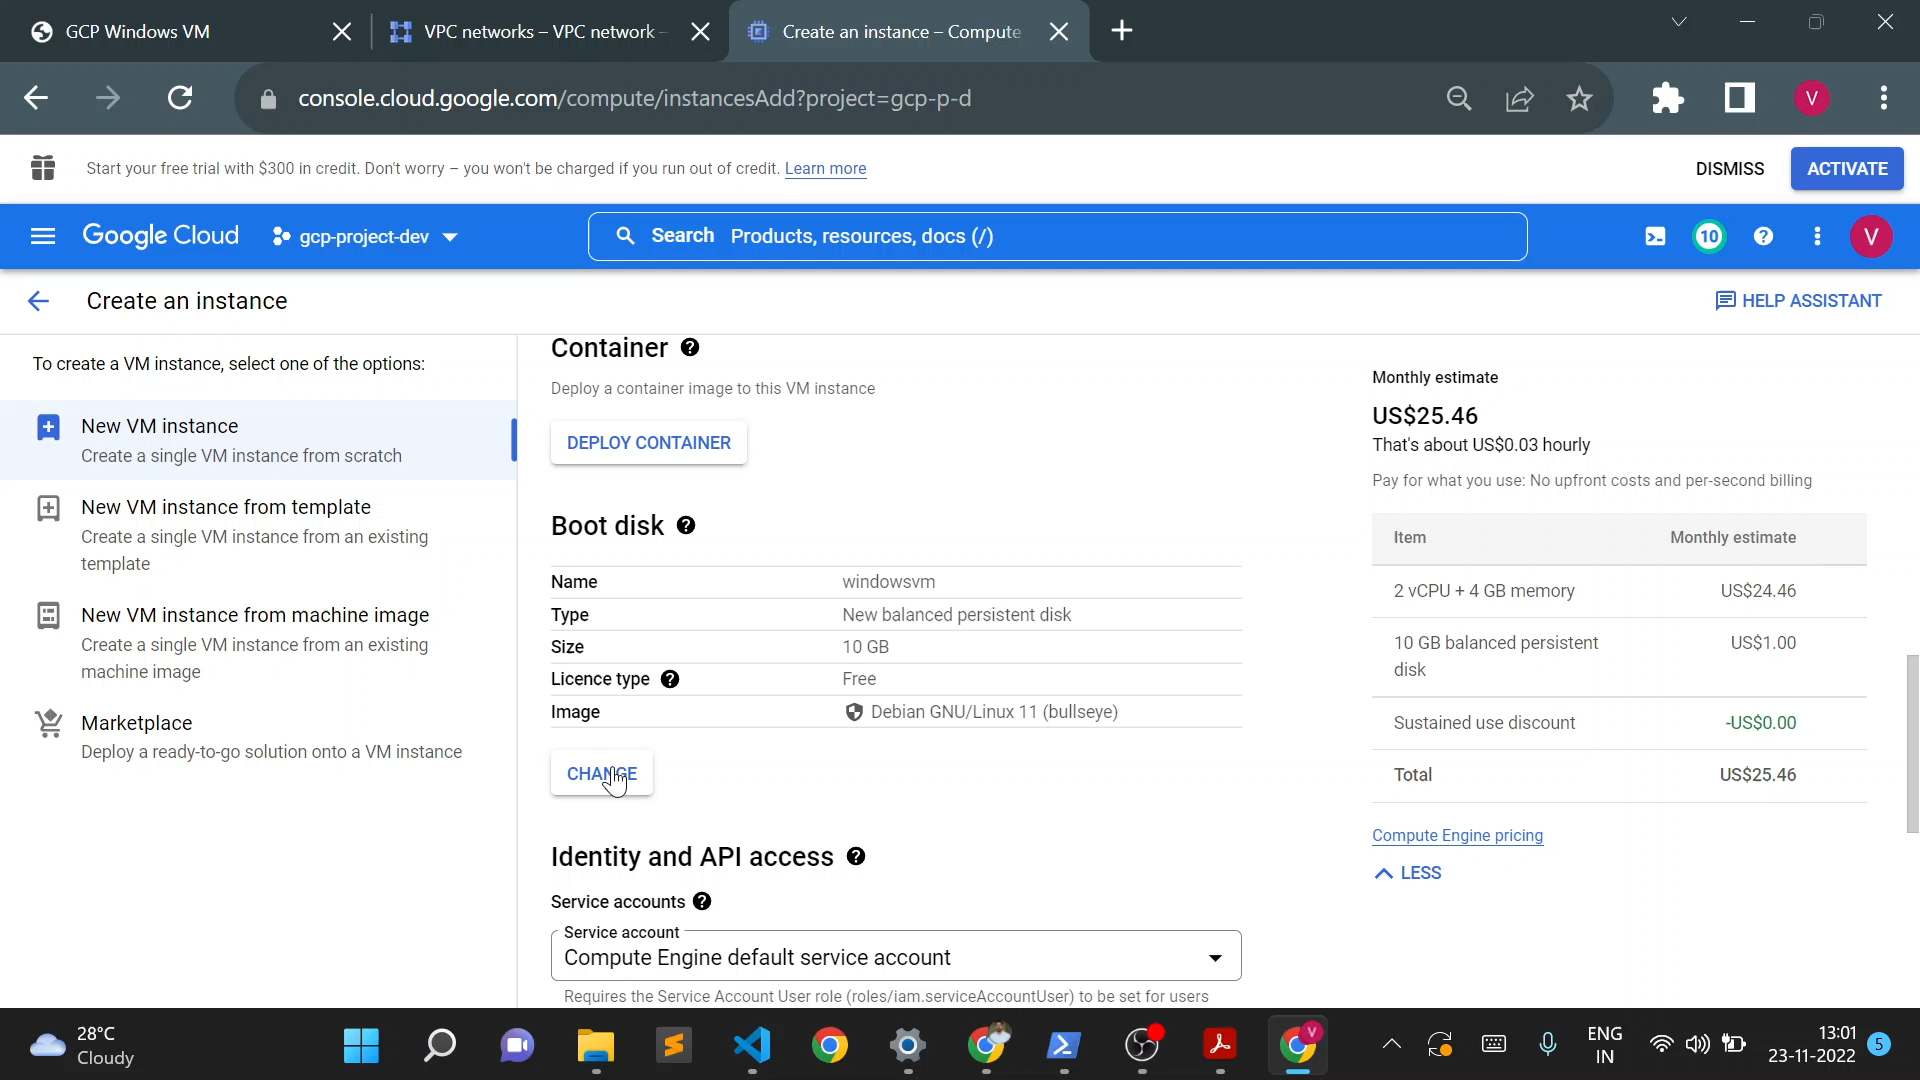 GCP Windows VM
VPC networks – VPC network –
Create an instance – Compute
console.cloud.google.com/compute/instancesAdd?project=gcp-p-d
V
Start your free trial with $300 in credit. Don't worry – you won't be charged if you run out of credit. Learn more
DISMISS
ACTIVATE
Google Cloud
gcp-project-dev
Search Products, resources, docs (/)
10
V
Create an instance
HELP ASSISTANT
To create a VM instance, select one of the options:
New VM instance
Create a single VM instance from scratch
New VM instance from template
Create a single VM instance from an existing
template
New VM instance from machine image
Create a single VM instance from an existing
machine image
Marketplace
Deploy a ready-to-go solution onto a VM instance
Container
Deploy a container image to this VM instance
DEPLOY CONTAINER
Boot disk
Name windowsvm
Type New balanced persistent disk
Size 10 GB
Licence type Free
Image Debian GNU/Linux 11 (bullseye)
CHANGE
Identity and API access
Service accounts
Service account
Compute Engine default service account
Requires the Service Account User role (roles/iam.serviceAccountUser) to be set for users
Monthly estimate
US$25.46
That's about US$0.03 hourly
Pay for what you use: No upfront costs and per-second billing
Item Monthly estimate
2 vCPU + 4 GB memory US$24.46
10 GB balanced persistent US$1.00
disk
Sustained use discount -US$0.00
Total US$25.46
Compute Engine pricing
LESS
28°C
Cloudy
V
ENG
IN
13:01
23-11-2022
5